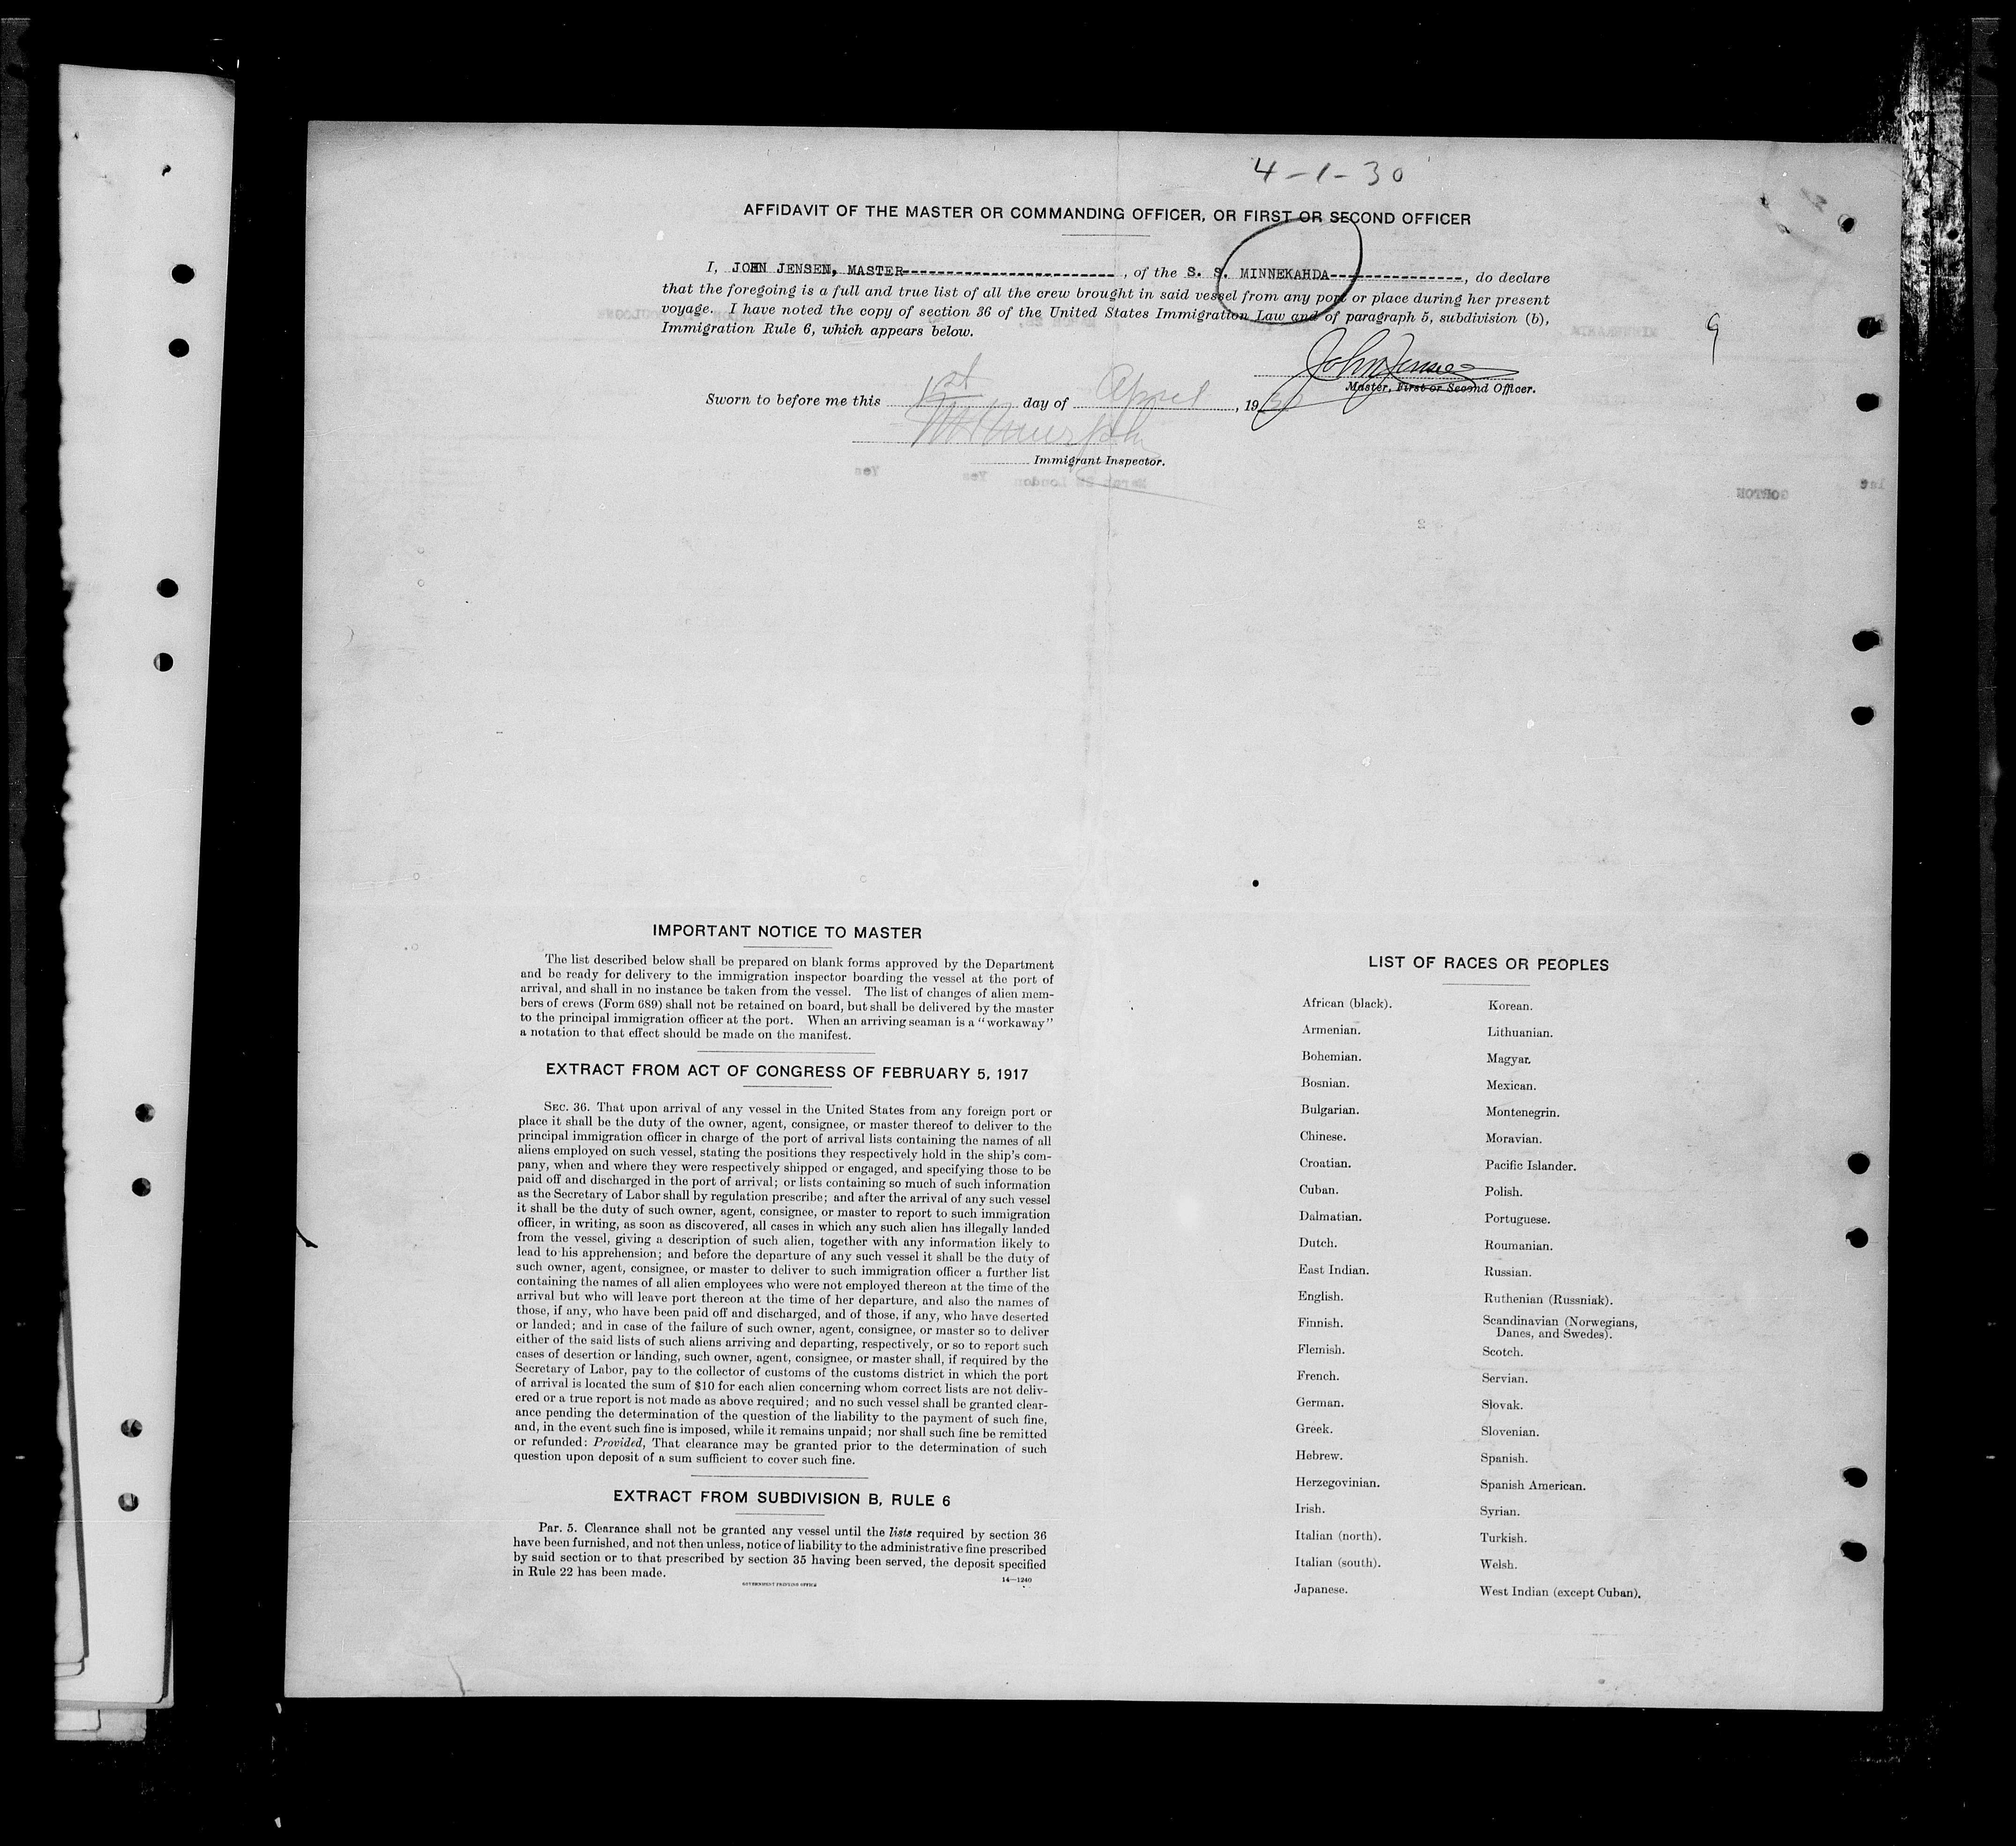 4-1-30
AFFIDAVIT OF THE MASTER OR COMMANDING OFFICER, OR FIRST OR SECOND OFFICER
I, JOHN JENSEN, MASTER------------------------, of the S. S. MINNEKAHDA---------------, do declare
that the foregoing is a full and true list of all the crew brought in said vessel from any port or place during her present
voyage. I have noted the copy of section 36 of the United States Immigration Law and of paragraph 5, subdivision (b),
Immigration Rule 6, which appears below.
9
John Jensen
Master, First or Second Officer.
Sworn to before me this 1st day of April, 1930
Immigrant Inspector.
IMPORTANT NOTICE TO MASTER
The list described below shall be prepared on blank forms approved by the Department
and be ready for delivery to the immigration inspector boarding the vessel at the port of
arrival, and shall in no instance be taken from the vessel. The list of changes of alien mem-
bers of crews (Form 689) shall not be retained on board, but shall be delivered by the master
to the principal immigration officer at the port. When an arriving seaman is a "workaway"
a notation to that effect should be made on the manifest.
EXTRACT FROM ACT OF CONGRESS OF FEBRUARY 5, 1917
SEC. 36. That upon arrival of any vessel in the United States from any foreign port or
place it shall be the duty of the owner, agent, consignee, or master thereof to deliver to the
principal immigration officer in charge of the port of arrival lists containing the names of all
aliens employed on such vessel, stating the positions they respectively hold in the ship's com-
pany, when and where they were respectively shipped or engaged, and specifying those to be
paid off and discharged in the port of arrival; or lists containing so much of such information
as the Secretary of Labor shall by regulation prescribe; and after the arrival of any such vessel
it shall be the duty of such owner, agent, consignee, or master to report to such immigration
officer, in writing, as soon as discovered, all cases in which any such alien has illegally landed
from the vessel, giving a description of such alien, together with any information likely to
lead to his apprehension; and before the departure of any such vessel it shall be the duty of
such owner, agent, consignee, or master to deliver to such immigration officer a further list
containing the names of all alien employees who were not employed thereon at the time of the
arrival but who will leave port thereon at the time of her departure, and also the names of
those, if any, who have been paid off and discharged, and of those, if any, who have deserted
or landed; and in case of the failure of such owner, agent, consignee, or master so to deliver
either of the said lists of such aliens arriving and departing, respectively, or so to report such
cases of desertion or landing, such owner, agent, consignee, or master shall, if required by the
Secretary of Labor, pay to the collector of customs of the customs district in which the port
of arrival is located the sum of $10 for each alien concerning whom correct lists are not deliv-
ered or a true report is not made as above required; and no such vessel shall be granted clear-
ance pending the determination of the question of the liability to the payment of such fine,
and, in the event such fine is imposed, while it remains unpaid; nor shall such fine be remitted
or refunded: Provided, That clearance may be granted prior to the determination of such
question upon deposit of a sum sufficient to cover such fine.
EXTRACT FROM SUBDIVISION B, RULE 6
Par. 5. Clearance shall not be granted any vessel until the lists required by section 36
have been furnished, and not then unless, notice of liability to the administrative fine prescribed
by said section or to that prescribed by section 35 having been served, the deposit specified
in Rule 22 has been made.
GOVERNMENT PRINTING OFFICE
14—1240
LIST OF RACES OR PEOPLES
African (black).
Armenian.
Bohemian.
Bosnian.
Bulgarian.
Chinese.
Croatian.
Cuban.
Dalmatian.
Dutch.
East Indian.
English.
Finnish.
Flemish.
French.
German.
Greek.
Hebrew.
Herzegovinian.
Irish.
Italian (north).
Italian (south).
Japanese.
Korean.
Lithuanian.
Magyar.
Mexican.
Montenegrin.
Moravian.
Pacific Islander.
Polish.
Portuguese.
Roumanian.
Russian.
Ruthenian (Russniak).
Scandinavian (Norwegians,
Danes, and Swedes).
Scotch.
Servian.
Slovak.
Slovenian.
Spanish.
Spanish American.
Syrian.
Turkish.
Welsh.
West Indian (except Cuban).